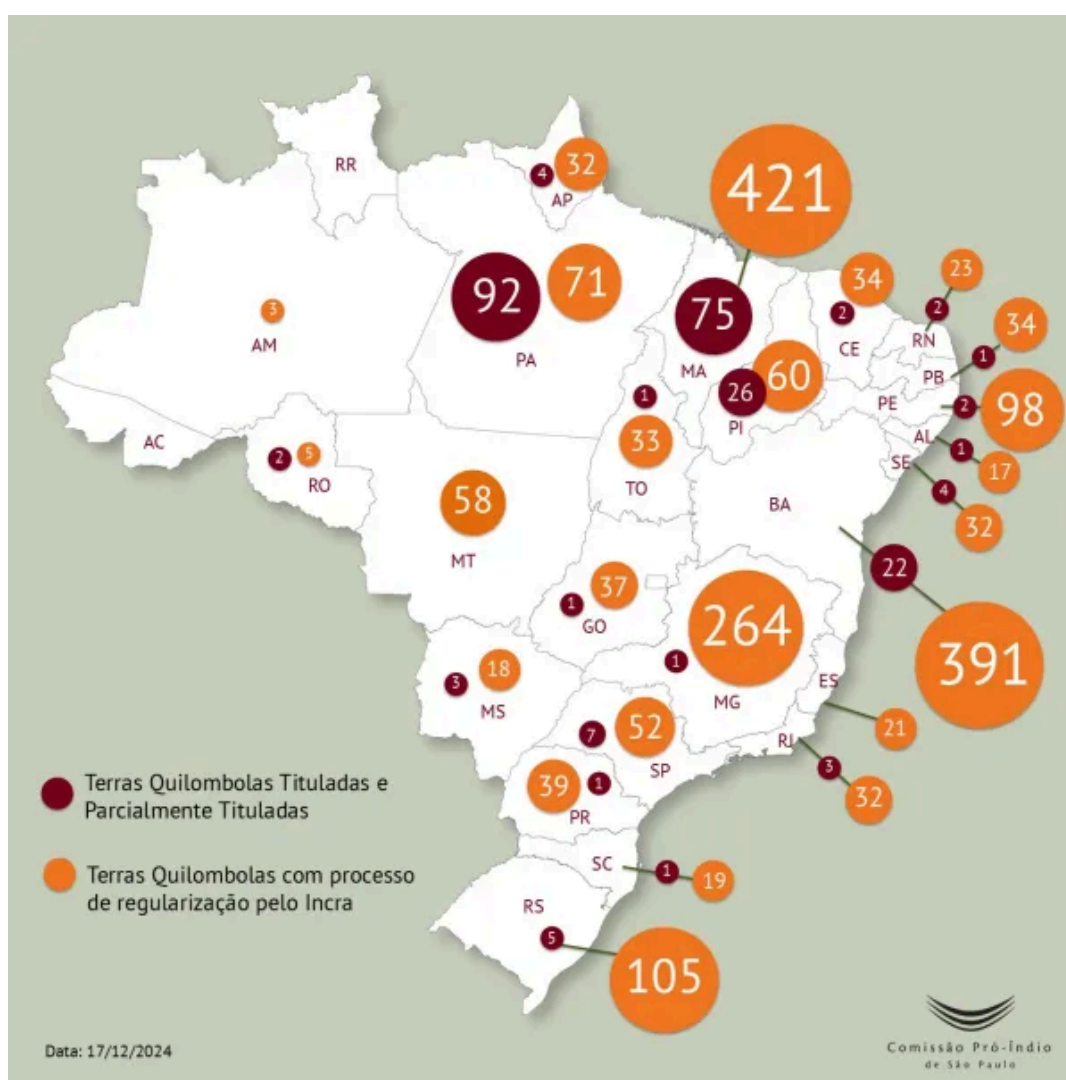 RR
4
32
AP
421
92
71
PA
3
AM
75
MA
34
2
CE
23
2
RN
34
1
PB
26
60
PI
PE
2
98
1
33
TO
AL
1
17
SE
4
32
AC
2
5
RO
58
MT
BA
22
391
1
37
GO
264
1
MG
3
18
MS
ES
21
7
52
SP
RJ
3
32
39
1
PR
Terras Quilombolas Tituladas e
Parcialmente Tituladas
Terras Quilombolas com processo
de regularização pelo Incra
SC
1
19
RS
5
105
Data: 17/12/2024
Comissão Pró-Índio
de São Paulo